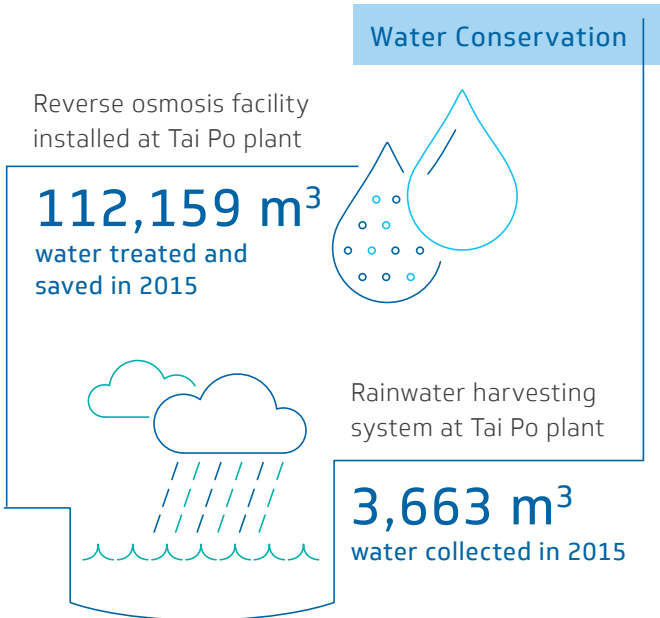 Water Conservation
Reverse osmosis facility
installed at Tai Po plant
112,159 m³
water treated and
saved in 2015
Rainwater harvesting
system at Tai Po plant
3,663 m³
water collected in 2015